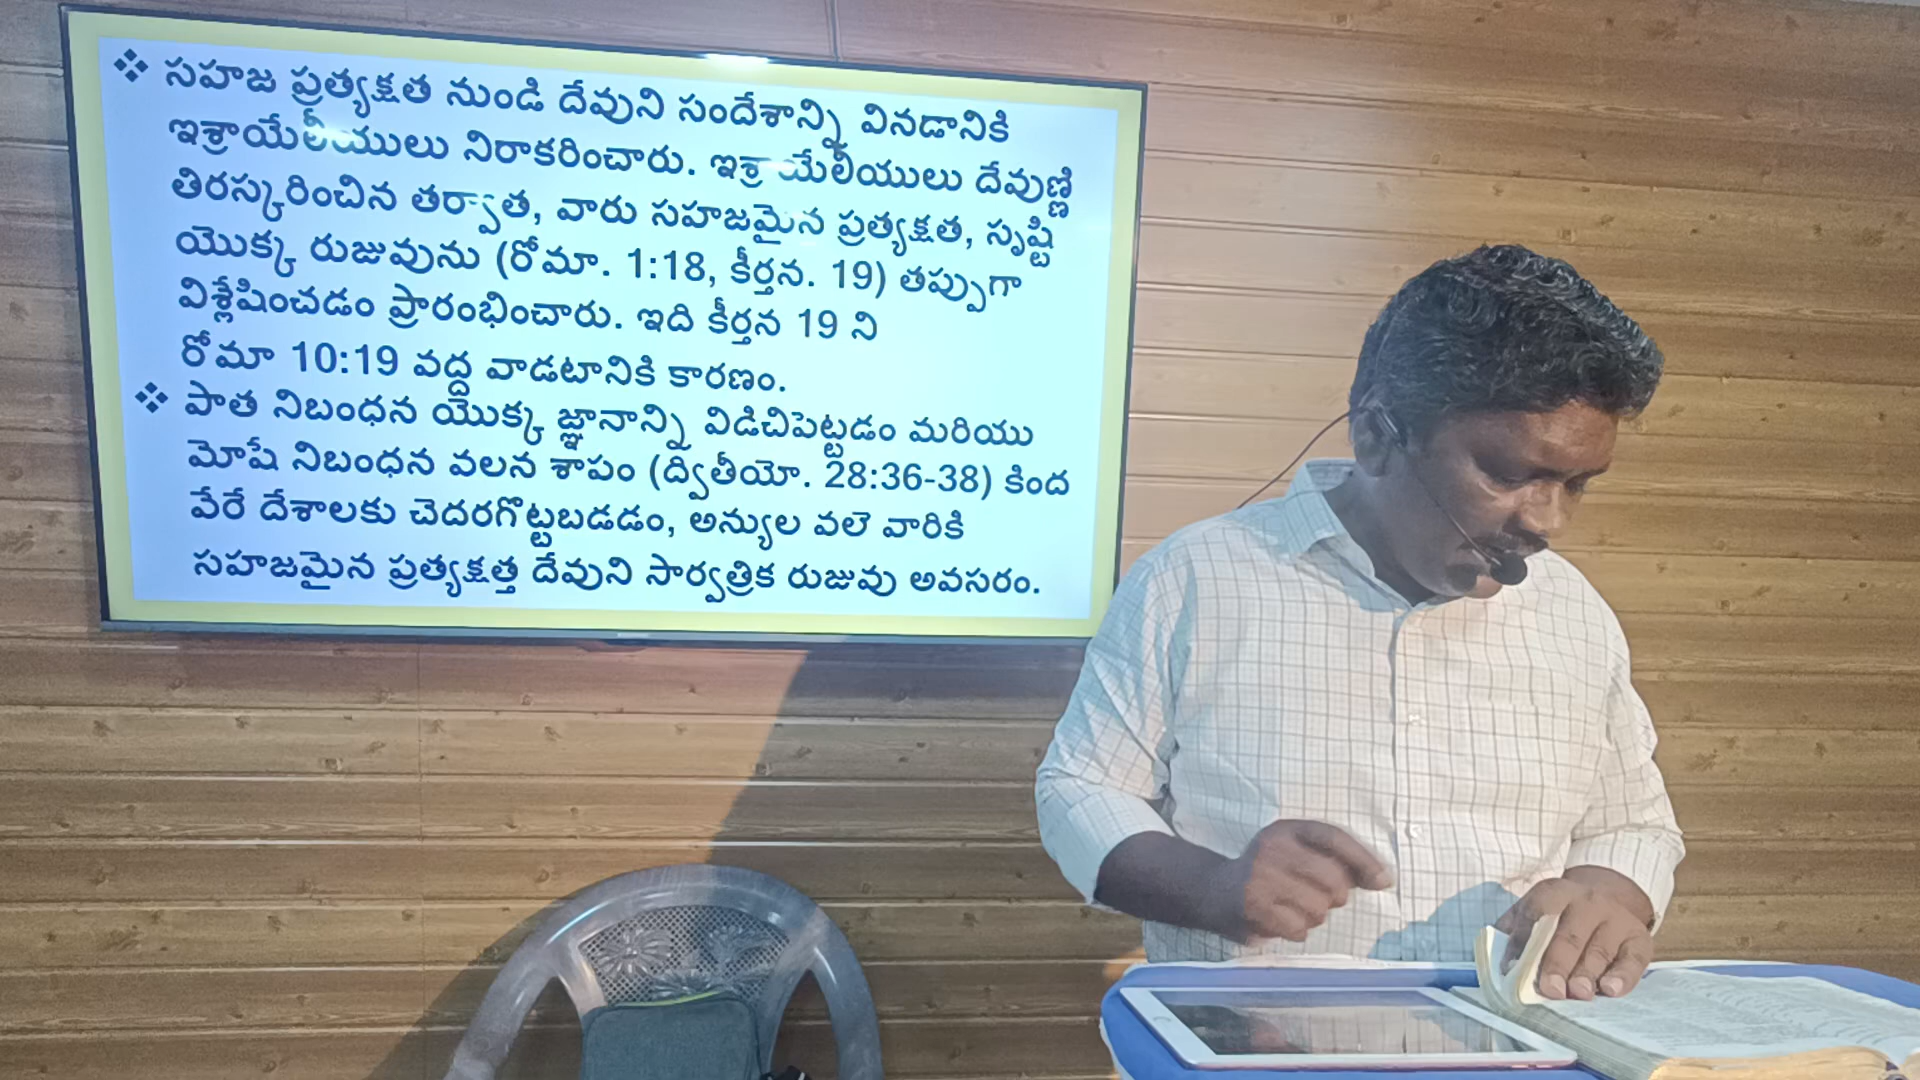 ❖ సహజ ప్రత్యక్షత నుండి దేవుని సందేశాన్ని వినడానికి
ఇశ్రాయేలీయులు నిరాకరించారు. ఇశ్రాయేలీయులు దేవుణ్ణి
తిరస్కరించిన తర్వాత, వారు సహజమైన ప్రత్యక్షత, సృష్టి
యొక్క రుజువును (రోమా. 1:18, కీర్తన. 19) తప్పుగా
విశ్లేషించడం ప్రారంభించారు. ఇది కీర్తన 19 ని
రోమా 10:19 వద్ద వాడటానికి కారణం.
❖ పాత నిబంధన యొక్క జ్ఞానాన్ని విడిచిపెట్టడం మరియు
మోషే నిబంధన వలన శాపం (ద్వితీయో. 28:36-38) కింద
వేరే దేశాలకు చెదరగొట్టబడడం, అన్యుల వలె వారికి
సహజమైన ప్రత్యక్షత్త దేవుని సార్వత్రిక రుజువు అవసరం.